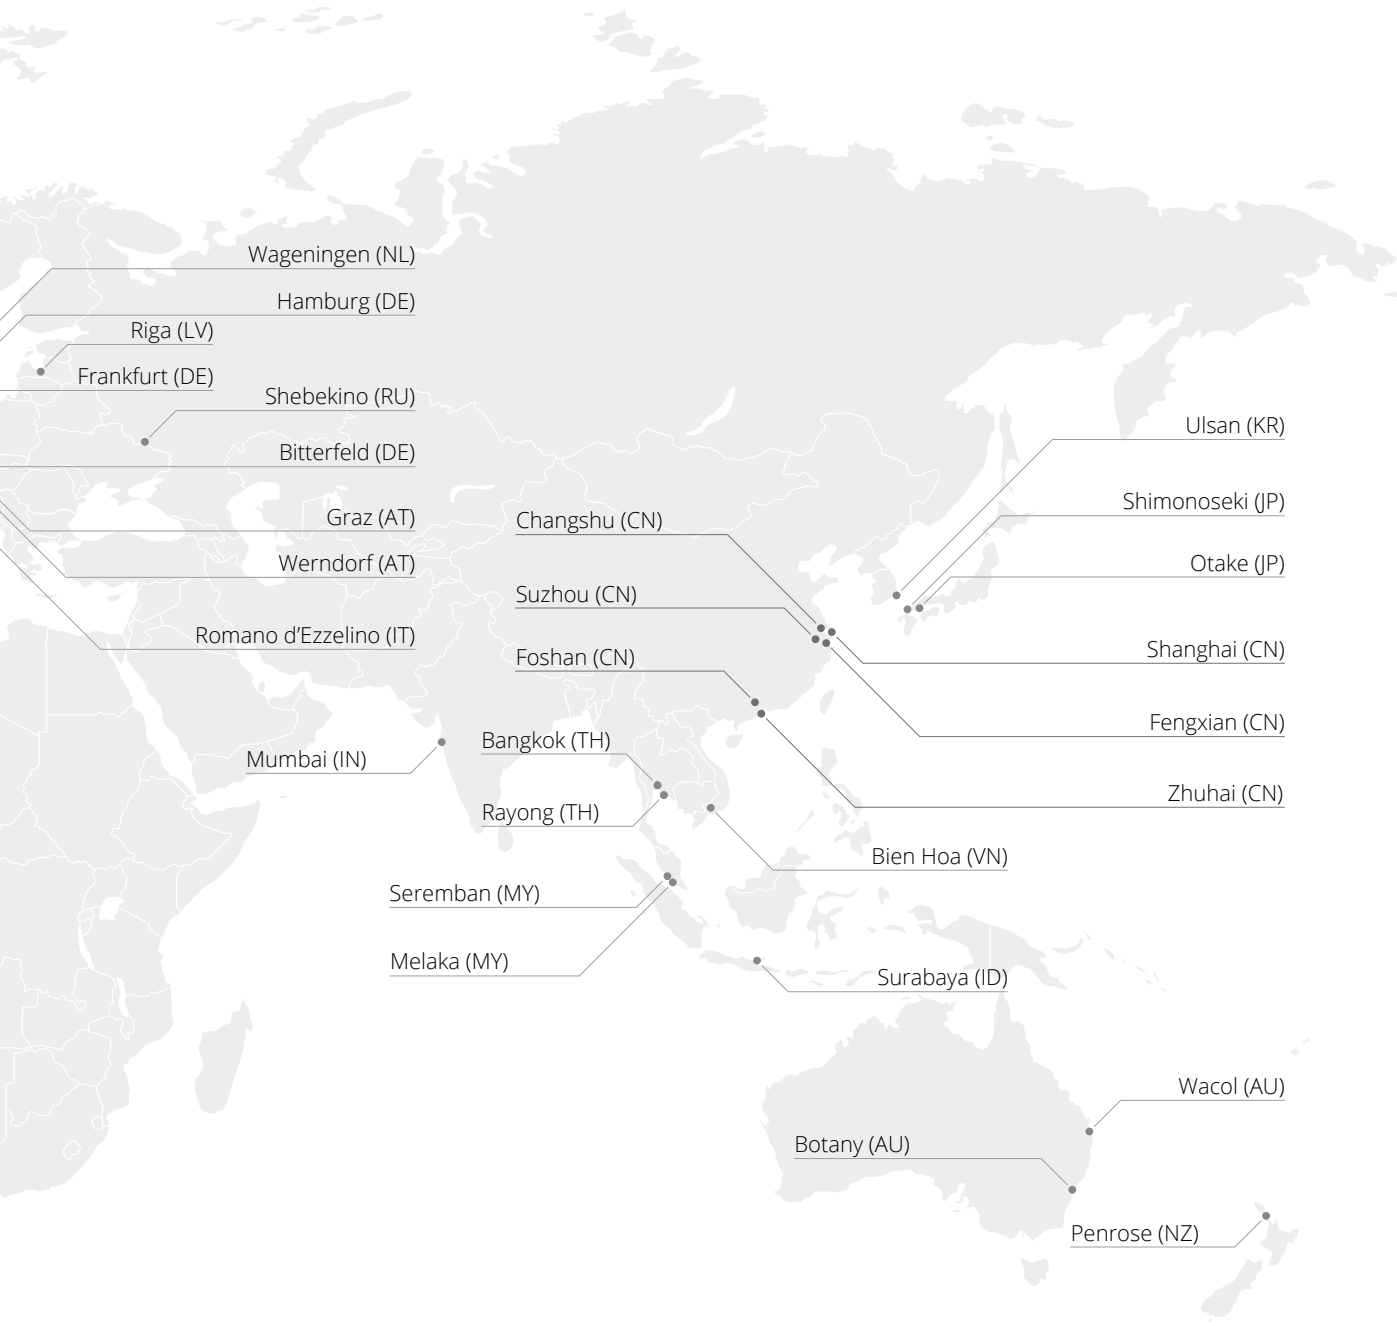 Wageningen (NL)
Hamburg (DE)
Riga (LV)
Frankfurt (DE)
Shebekino (RU)
Bitterfeld (DE)
Graz (AT)
Werndorf (AT)
Romano d’Ezzelino (IT)
Mumbai (IN)
Changshu (CN)
Suzhou (CN)
Foshan (CN)
Bangkok (TH)
Rayong (TH)
Seremban (MY)
Melaka (MY)
Ulsan (KR)
Shimonoseki (JP)
Otake (JP)
Shanghai (CN)
Fengxian (CN)
Zhuhai (CN)
Bien Hoa (VN)
Surabaya (ID)
Wacol (AU)
Botany (AU)
Penrose (NZ)